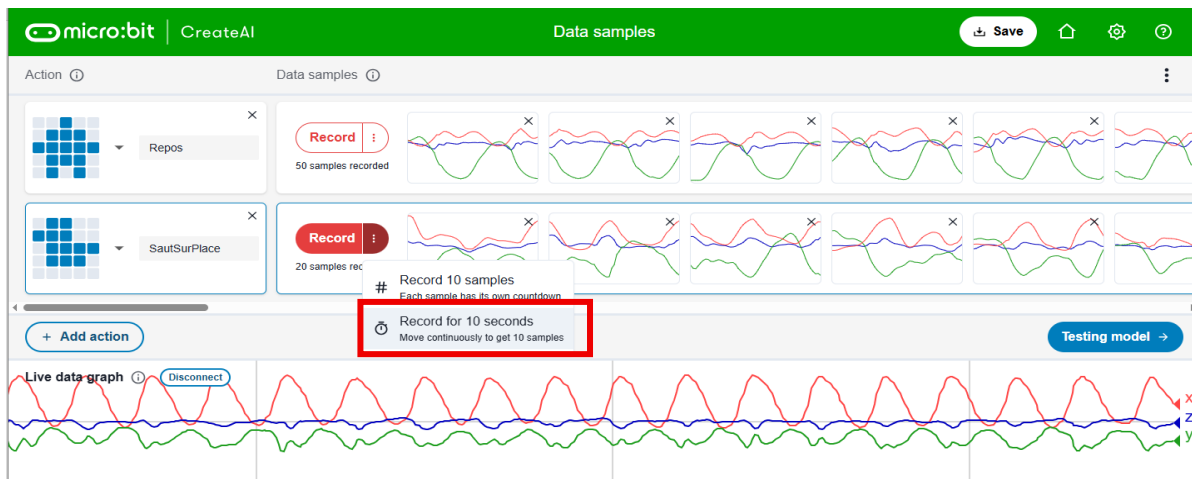 micro:bit CreateAI
Data samples
Save
Action
Data samples
Repos
Record
50 samples recorded
SautSurPlace
Record
20 samples rec
Record 10 samples
Each sample has its own countdown
Record for 10 seconds
Move continuously to get 10 samples
+ Add action
Testing model →
Live data graph
Disconnect
x
z
y